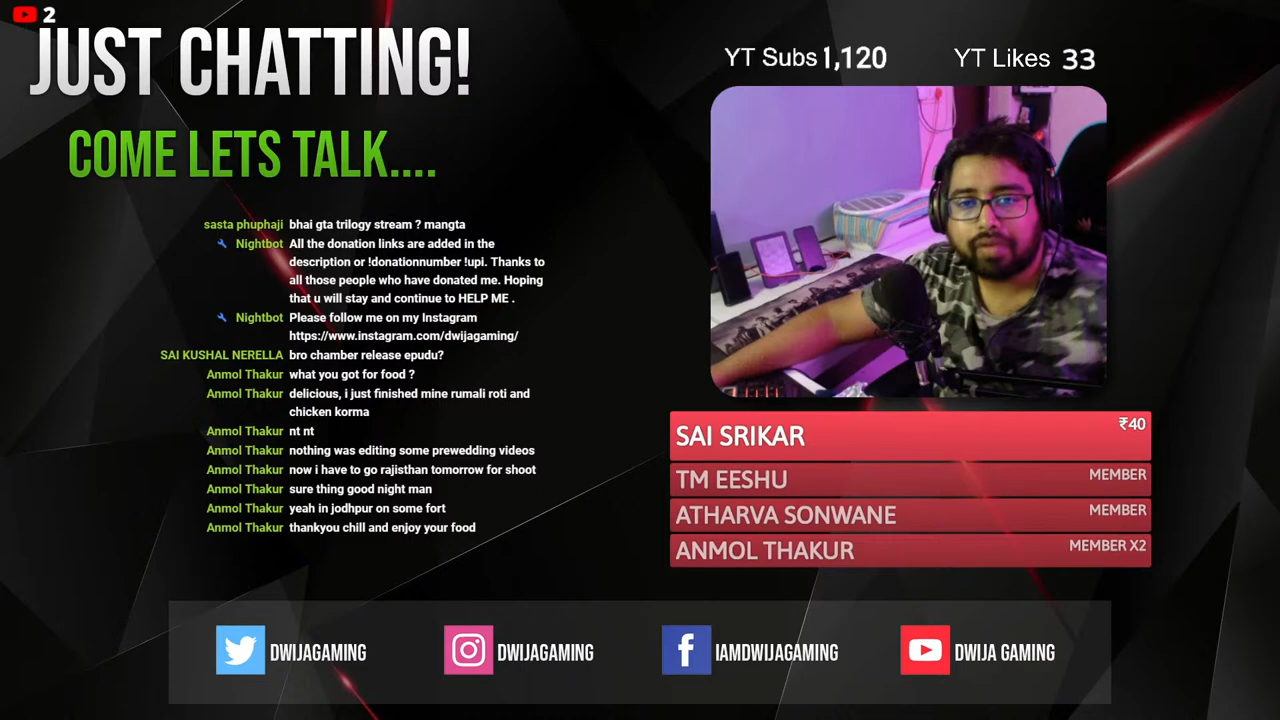 2
JUST CHATTING!
COME LETS TALK....
YT Subs 1,120
YT Likes 33
sasta phuphaji bhai gta trilogy stream ? mangta
Nightbot All the donation links are added in the
description or !donationnumber !upi. Thanks to
all those people who have donated me. Hoping
that u will stay and continue to HELP ME .
Nightbot Please follow me on my Instagram
https://www.instagram.com/dwijagaming/
SAI KUSHAL NERELLA bro chamber release epudu?
Anmol Thakur what you got for food ?
Anmol Thakur delicious, i just finished mine rumali roti and
chicken korma
Anmol Thakur nt nt
Anmol Thakur nothing was editing some prewedding videos
Anmol Thakur now i have to go rajisthan tomorrow for shoot
Anmol Thakur sure thing good night man
Anmol Thakur yeah in jodhpur on some fort
Anmol Thakur thankyou chill and enjoy your food
SAI SRIKAR ₹40
TM EESHU MEMBER
ATHARVA SONWANE MEMBER
ANMOL THAKUR MEMBER X2
DWIJAGAMING
DWIJAGAMING
IAMDWIJAGAMING
DWIJA GAMING